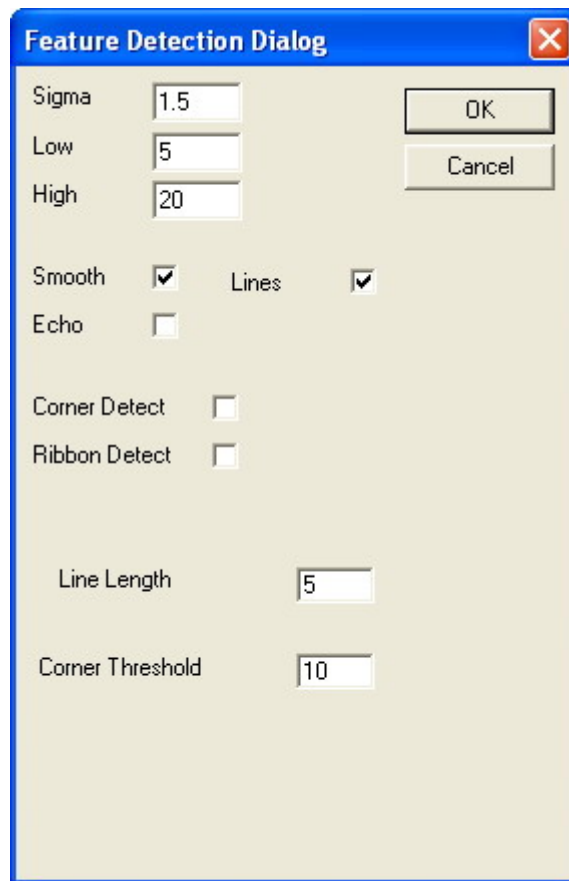 Feature Detection Dialog
Sigma 1.5
OK
Low 5
Cancel
High 20
Smooth Lines
Echo
Corner Detect
Ribbon Detect
Line Length 5
Corner Threshold 10